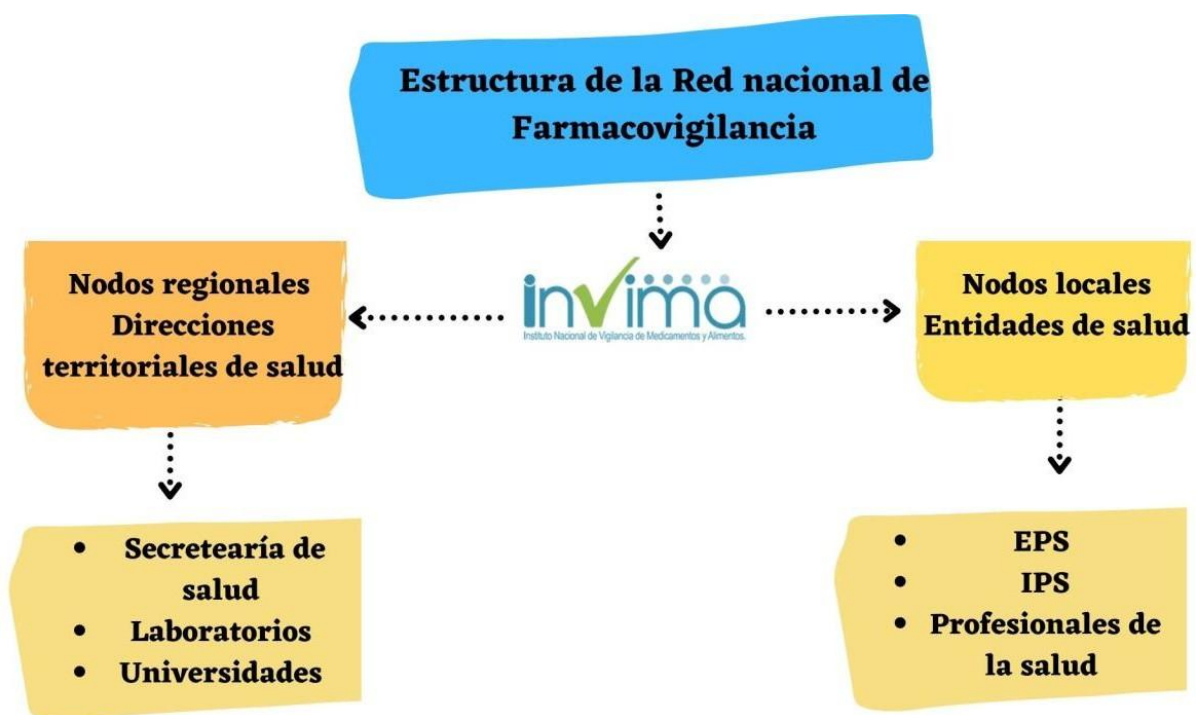 Estructura de la Red nacional de
Farmacovigilancia
Nodos regionales
Direcciones
territoriales de salud
invima
Instituto Nacional de Vigilancia de Medicamentos y Alimentos.
Nodos locales
Entidades de salud
• Secretearía de
salud
• Laboratorios
• Universidades
• EPS
• IPS
• Profesionales de
la salud